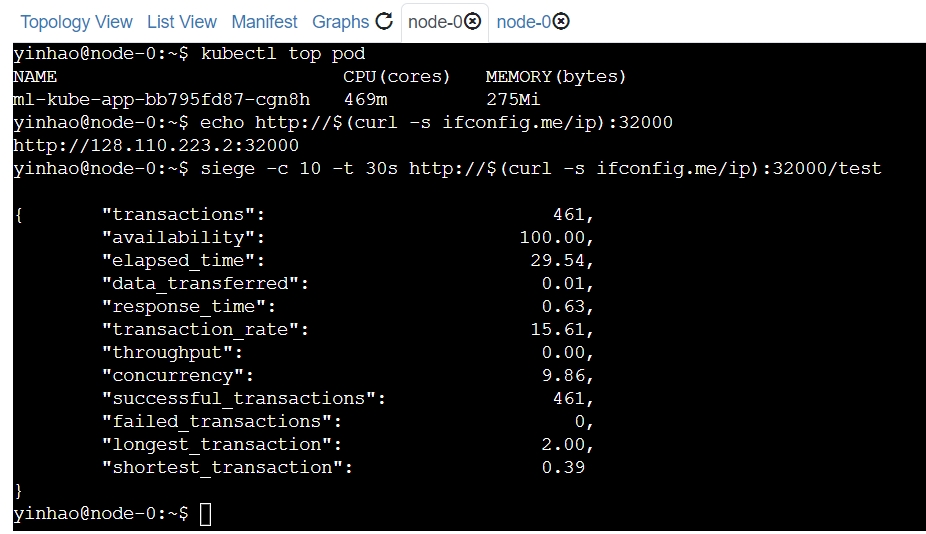 Topology View List View Manifest Graphs node-0 node-0
yinhao@node-0:~$ kubectl top pod
NAME CPU(cores) MEMORY(bytes)
ml-kube-app-bb795fd87-cgn8h 469m 275Mi
yinhao@node-0:~$ echo http://$(curl -s ifconfig.me/ip):32000
http://128.110.223.2:32000
yinhao@node-0:~$ siege -c 10 -t 30s http://$(curl -s ifconfig.me/ip):32000/test
{ "transactions": 461,
"availability": 100.00,
"elapsed_time": 29.54,
"data_transferred": 0.01,
"response_time": 0.63,
"transaction_rate": 15.61,
"throughput": 0.00,
"concurrency": 9.86,
"successful_transactions": 461,
"failed_transactions": 0,
"longest_transaction": 2.00,
"shortest_transaction": 0.39
}
yinhao@node-0:~$